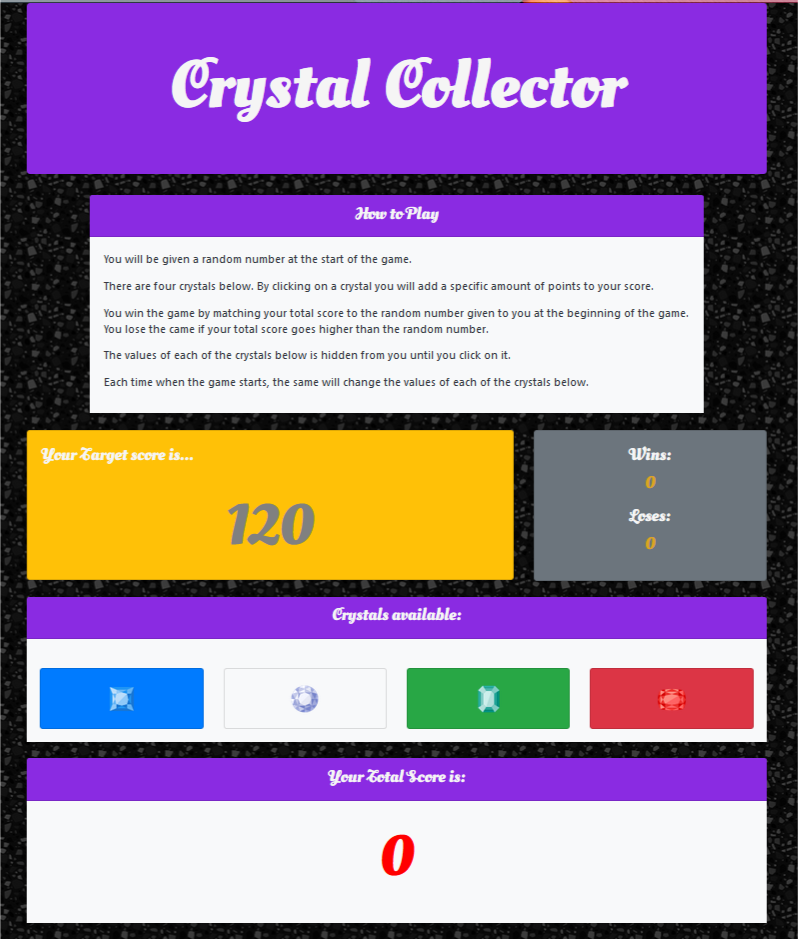 Crystal Collector
How to Play
You will be given a random number at the start of the game.
There are four crystals below. By clicking on a crystal you will add a specific amount of points to your score.
You win the game by matching your total score to the random number given to you at the beginning of the game.
You lose the came if your total score goes higher than the random number.
The values of each of the crystals below is hidden from you until you click on it.
Each time when the game starts, the same will change the values of each of the crystals below.
Your Target score is...
120
Wins:
0
Loses:
0
Crystals available:
Your Total Score is:
0